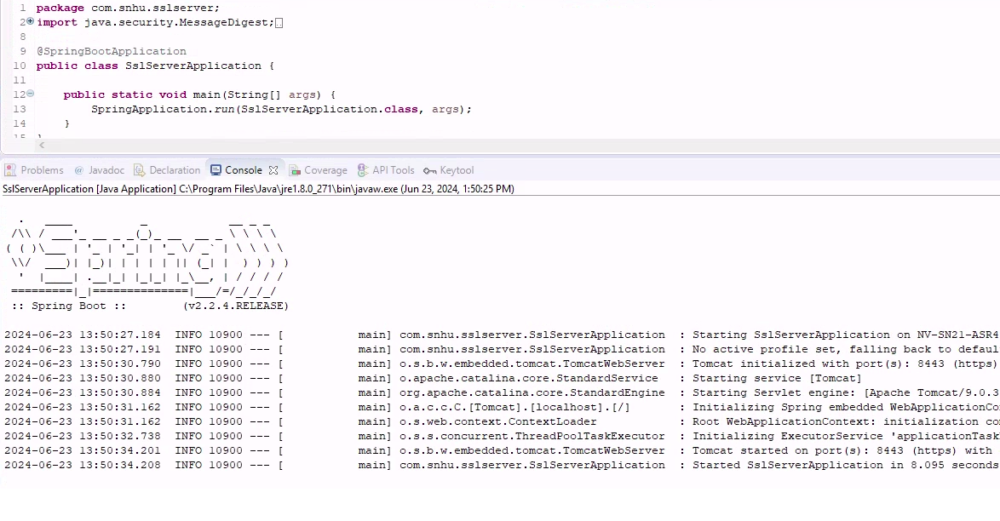 1 package com.snhu.sslserver;
2 import java.security.MessageDigest;
8
9 @SpringBootApplication
10 public class SslServerApplication {
11
12     public static void main(String[] args) {
13         SpringApplication.run(SslServerApplication.class, args);
14     }
15 }
Problems @ Javadoc Declaration Console Coverage API Tools Keytool
SslServerApplication [Java Application] C:\Program Files\Java\jre1.8.0_271\bin\javaw.exe (Jun 23, 2024, 1:50:25 PM)
  .   ____          _            __ _ _
 /\\ / ___'_ __ _ _(_)_ __  __ _ \ \ \ \
( ( )\___ | '_ | '_| | '_ \/ _` | \ \ \ \
 \\/  ___)| |_)| | | | | || (_| |  ) ) ) )
  '  |____| .__|_| |_|_| |_\__, | / / / /
 =========|_|==============|___/=/_/_/_/
 :: Spring Boot ::        (v2.2.4.RELEASE)
2024-06-23 13:50:27.184  INFO 10900 --- [           main] com.snhu.sslserver.SslServerApplication  : Starting SslServerApplication on NV-SN21-ASR4
2024-06-23 13:50:27.191  INFO 10900 --- [           main] com.snhu.sslserver.SslServerApplication  : No active profile set, falling back to defaul
2024-06-23 13:50:30.790  INFO 10900 --- [           main] o.s.b.w.embedded.tomcat.TomcatWebServer  : Tomcat initialized with port(s): 8443 (https)
2024-06-23 13:50:30.880  INFO 10900 --- [           main] o.apache.catalina.core.StandardService   : Starting service [Tomcat]
2024-06-23 13:50:30.884  INFO 10900 --- [           main] org.apache.catalina.core.StandardEngine  : Starting Servlet engine: [Apache Tomcat/9.0.3
2024-06-23 13:50:31.162  INFO 10900 --- [           main] o.a.c.c.C.[Tomcat].[localhost].[/]       : Initializing Spring embedded WebApplicationCo
2024-06-23 13:50:31.162  INFO 10900 --- [           main] o.s.web.context.ContextLoader            : Root WebApplicationContext: initialization co
2024-06-23 13:50:32.738  INFO 10900 --- [           main] o.s.s.concurrent.ThreadPoolTaskExecutor  : Initializing ExecutorService 'applicationTask
2024-06-23 13:50:34.201  INFO 10900 --- [           main] o.s.b.w.embedded.tomcat.TomcatWebServer  : Tomcat started on port(s): 8443 (https) with
2024-06-23 13:50:34.208  INFO 10900 --- [           main] com.snhu.sslserver.SslServerApplication  : Started SslServerApplication in 8.095 seconds